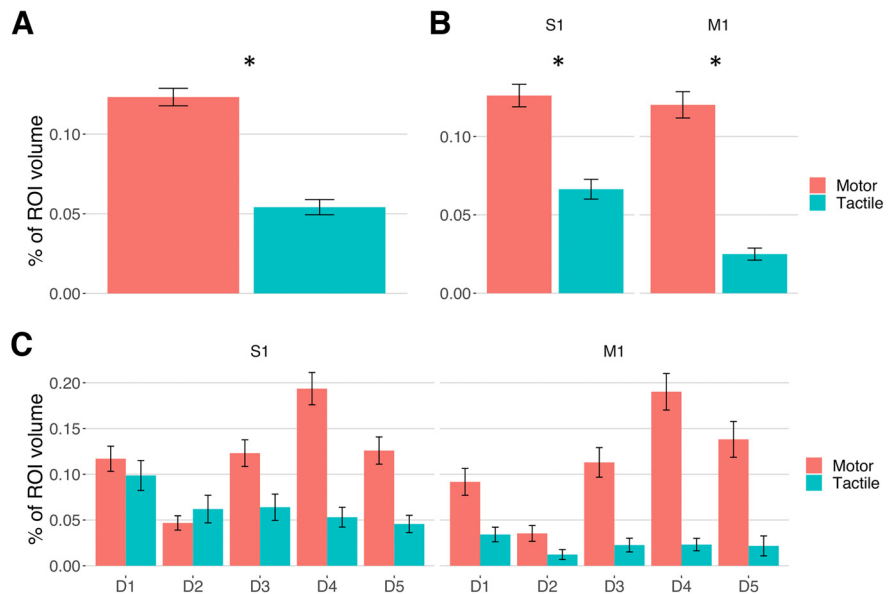 A
*
% of ROI volume
0.10
0.05
0.00
B
S1 M1
* *
0.10
0.05
0.00
Motor
Tactile
C
S1 M1
% of ROI volume
0.20
0.15
0.10
0.05
0.00
D1 D2 D3 D4 D5 D1 D2 D3 D4 D5
Motor
Tactile